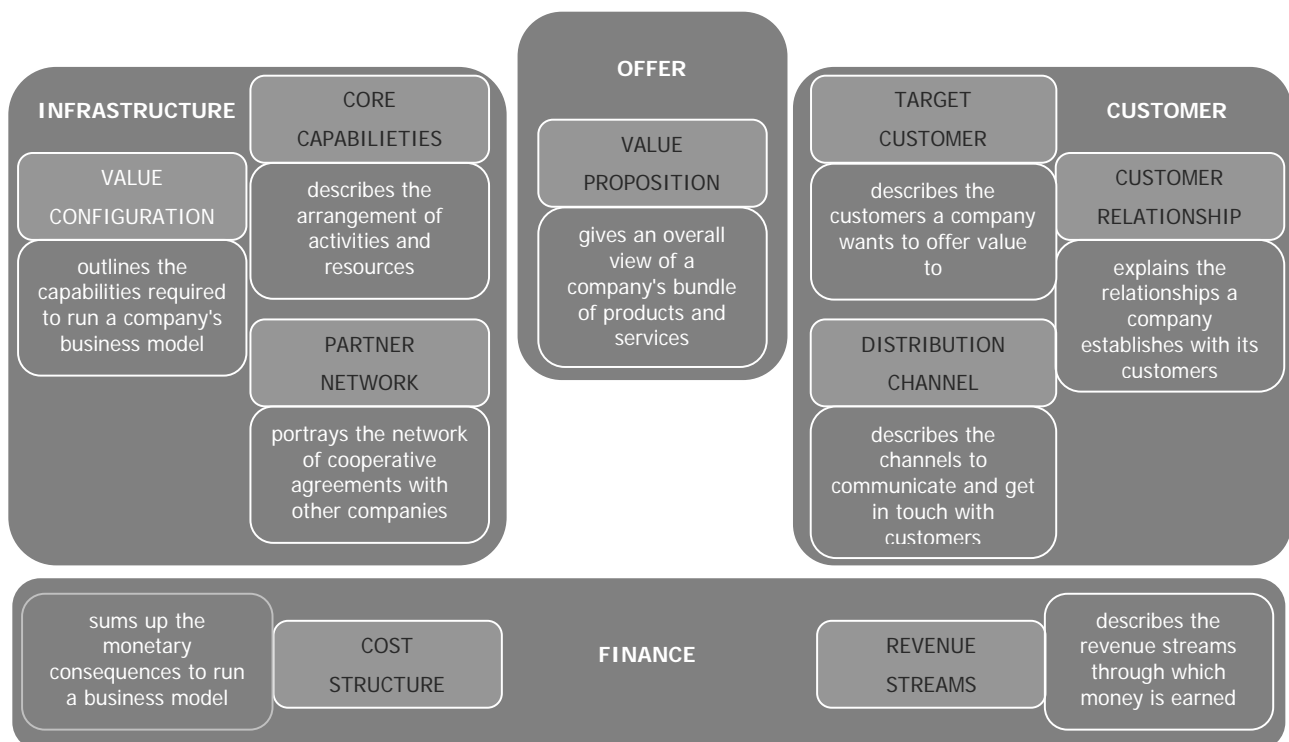 INFRASTRUCTURE
VALUE
CONFIGURATION
outlines the
capabilities required
to run a company's
business model
CORE
CAPABILIETIES
describes the
arrangement of
activities and
resources
PARTNER
NETWORK
portrays the network
of cooperative
agreements with
other companies
OFFER
VALUE
PROPOSITION
gives an overall
view of a
company's bundle
of products and
services
TARGET
CUSTOMER
describes the
customers a company
wants to offer value
to
DISTRIBUTION
CHANNEL
describes the
channels to
communicate and get
in touch with
customers
CUSTOMER
CUSTOMER
RELATIONSHIP
explains the
relationships a
company
establishes with its
customers
sums up the
monetary
consequences to run
a business model
COST
STRUCTURE
FINANCE
REVENUE
STREAMS
describes the
revenue streams
through which
money is earned